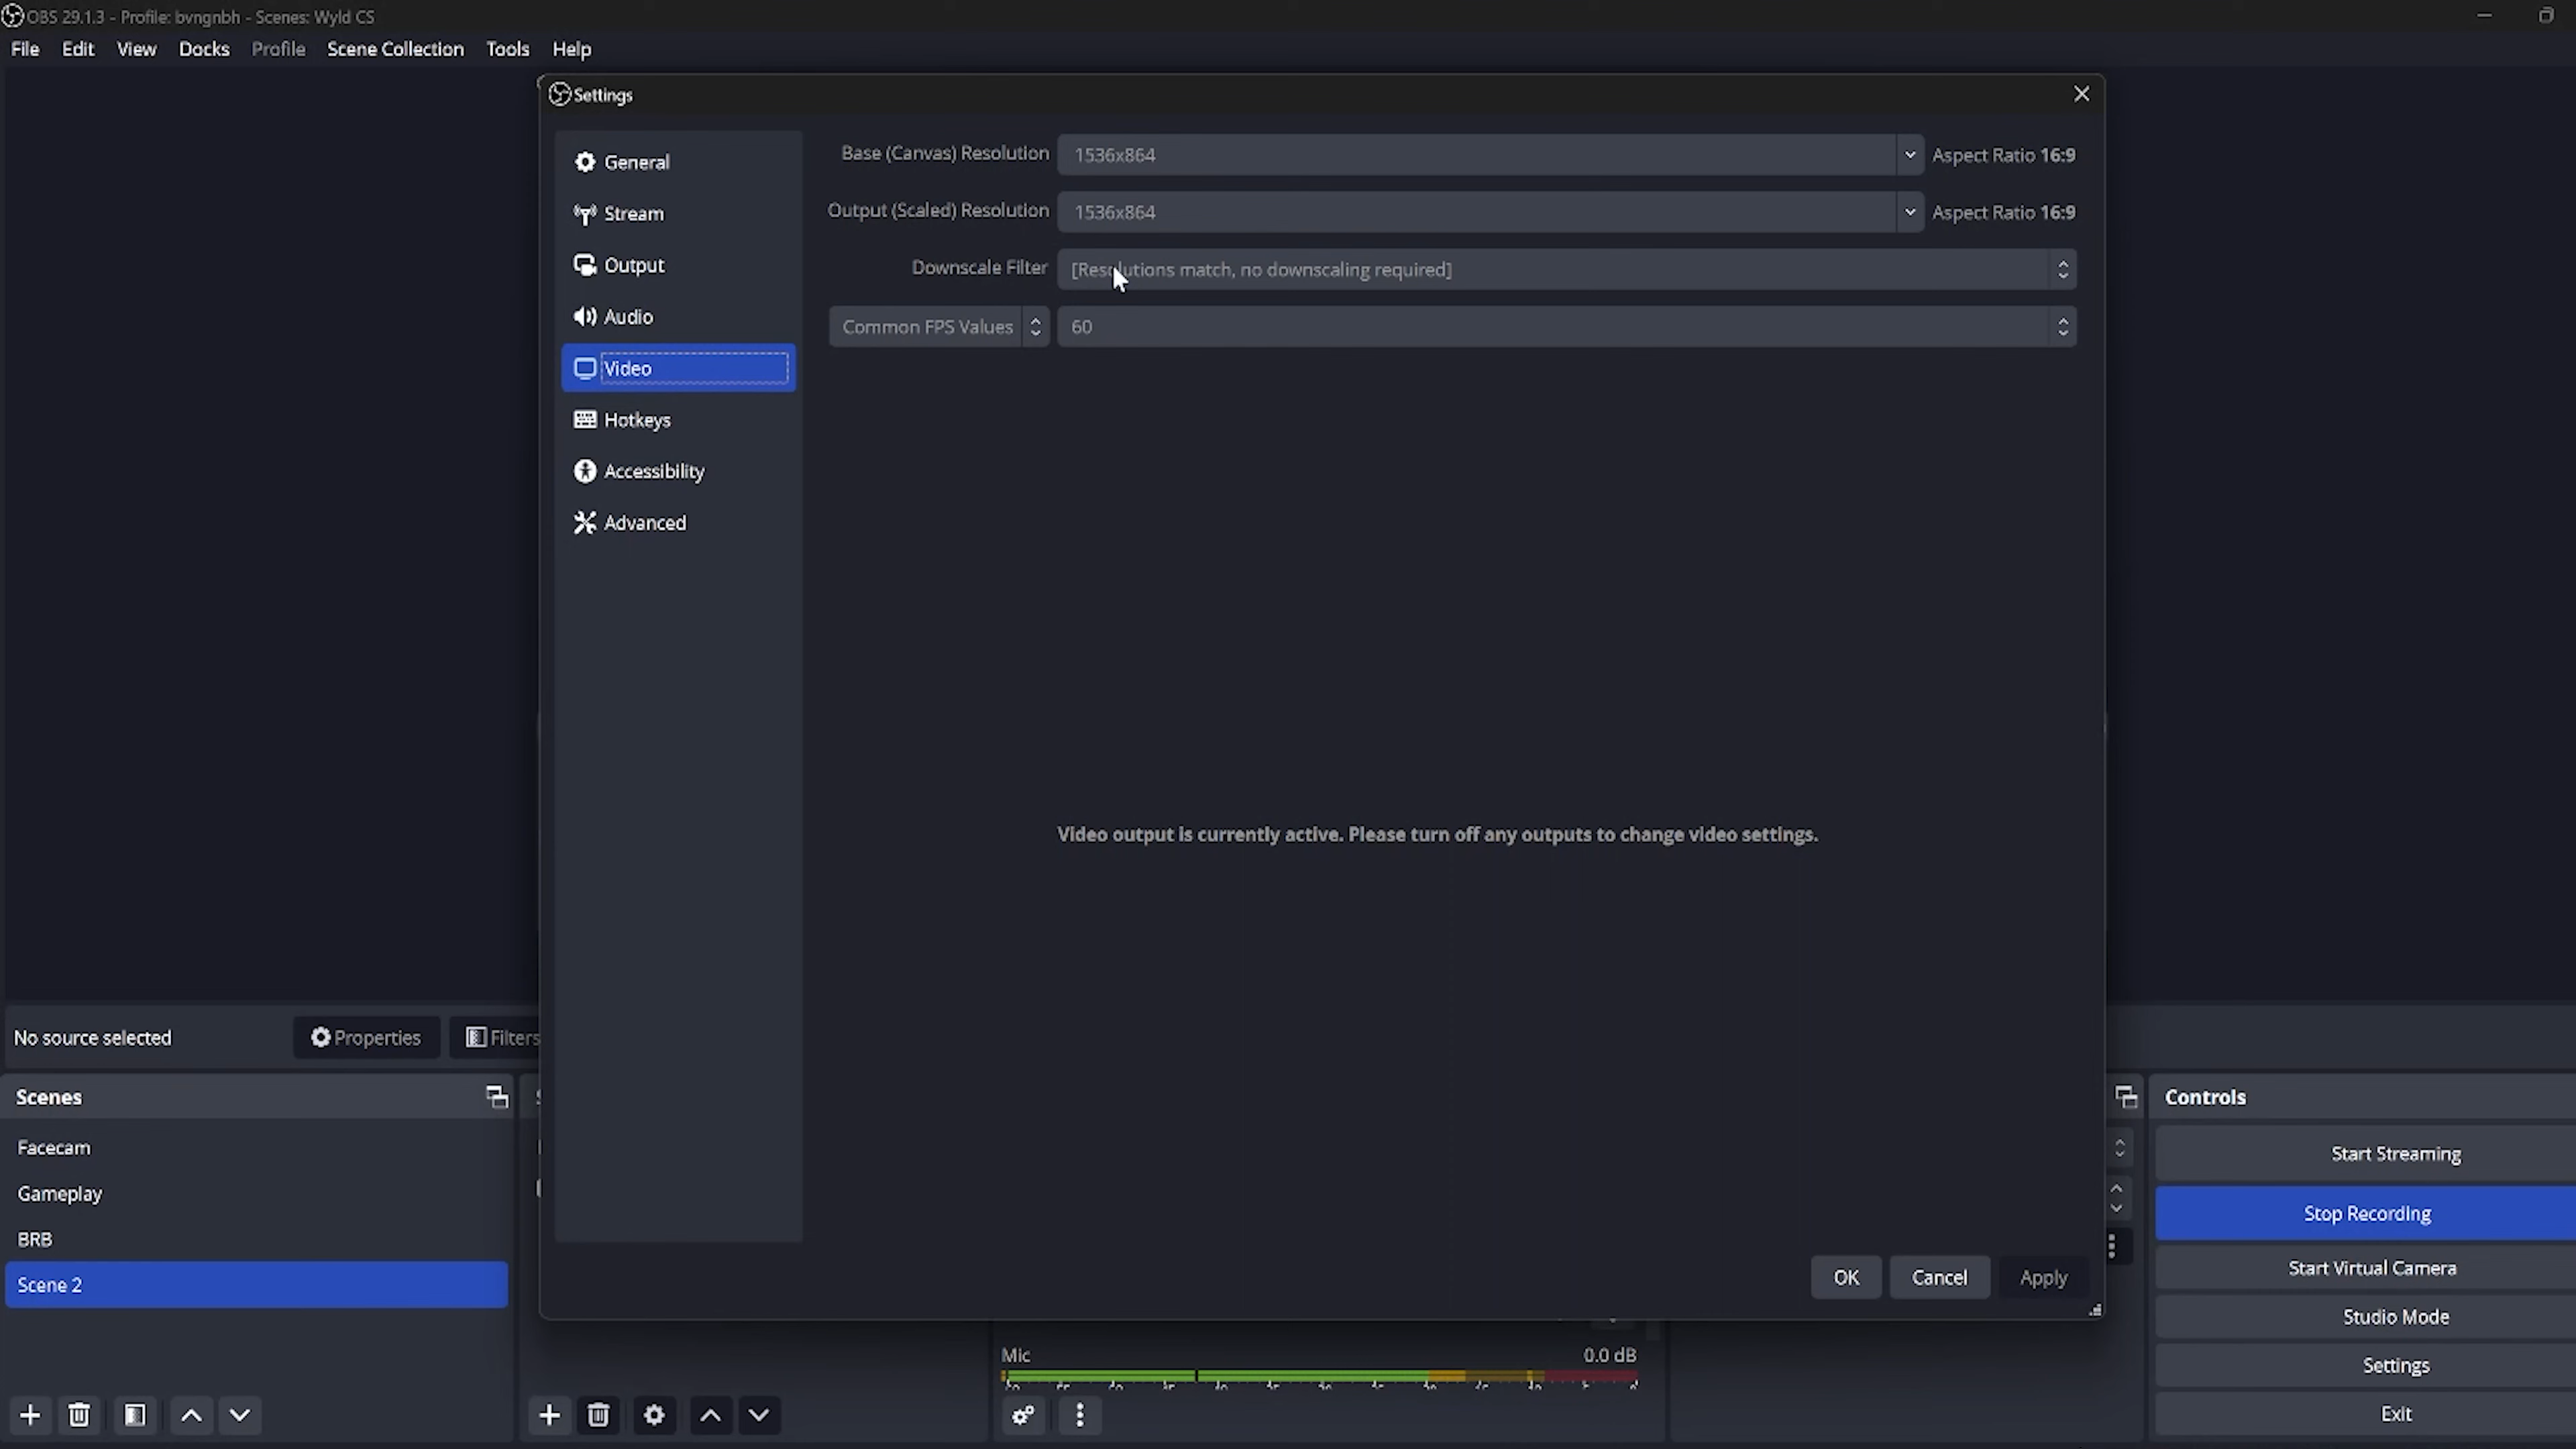 OBS 29.1.3 - Profile: bvngnbh - Scenes: Wyld CS
File Edit View Docks Profile Scene Collection Tools Help
Settings
General
Stream
Output
Audio
Video
Hotkeys
Accessibility
Advanced
Base (Canvas) Resolution 1536x864 Aspect Ratio 16:9
Output (Scaled) Resolution 1536x864 Aspect Ratio 16:9
Downscale Filter [Resolutions match, no downscaling required]
Common FPS Values 60
Video output is currently active. Please turn off any outputs to change video settings.
OK Cancel Apply
No source selected Properties Filters
Scenes
Facecam
Gameplay
BRB
Scene 2
Mic 0.0 dB
Controls
Start Streaming
Stop Recording
Start Virtual Camera
Studio Mode
Settings
Exit